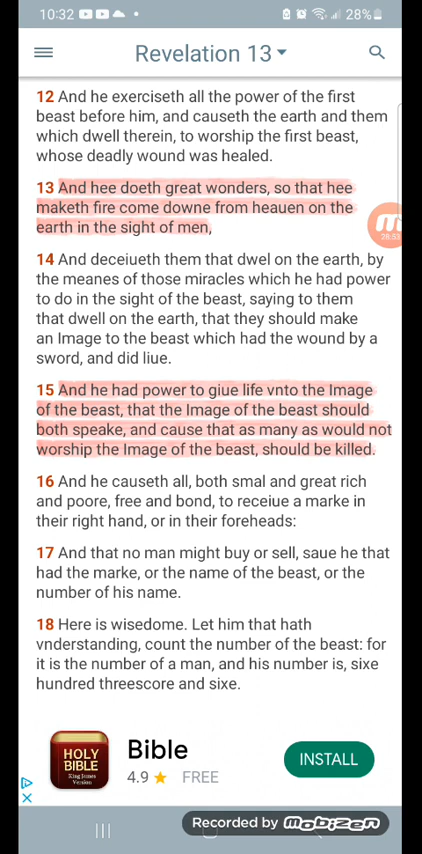 10:32 28%
Revelation 13
12 And he exerciseth all the power of the first
beast before him, and causeth the earth and them
which dwell therein, to worship the first beast,
whose deadly wound was healed.
13 And hee doeth great wonders, so that hee
maketh fire come downe from heauen on the
earth in the sight of men,
28:53
14 And deceiueth them that dwel on the earth, by
the meanes of those miracles which he had power
to do in the sight of the beast, saying to them
that dwell on the earth, that they should make
an Image to the beast which had the wound by a
sword, and did liue.
15 And he had power to giue life vnto the Image
of the beast, that the Image of the beast should
both speake, and cause that as many as would not
worship the Image of the beast, should be killed.
16 And he causeth all, both smal and great rich
and poore, free and bond, to receiue a marke in
their right hand, or in their foreheads:
17 And that no man might buy or sell, saue he that
had the marke, or the name of the beast, or the
number of his name.
18 Here is wisedome. Let him that hath
vnderstanding, count the number of the beast: for
it is the number of a man, and his number is, sixe
hundred threescore and sixe.
HOLY
BIBLE
King James
Version
Bible
4.9 FREE
INSTALL
Recorded by mobizen